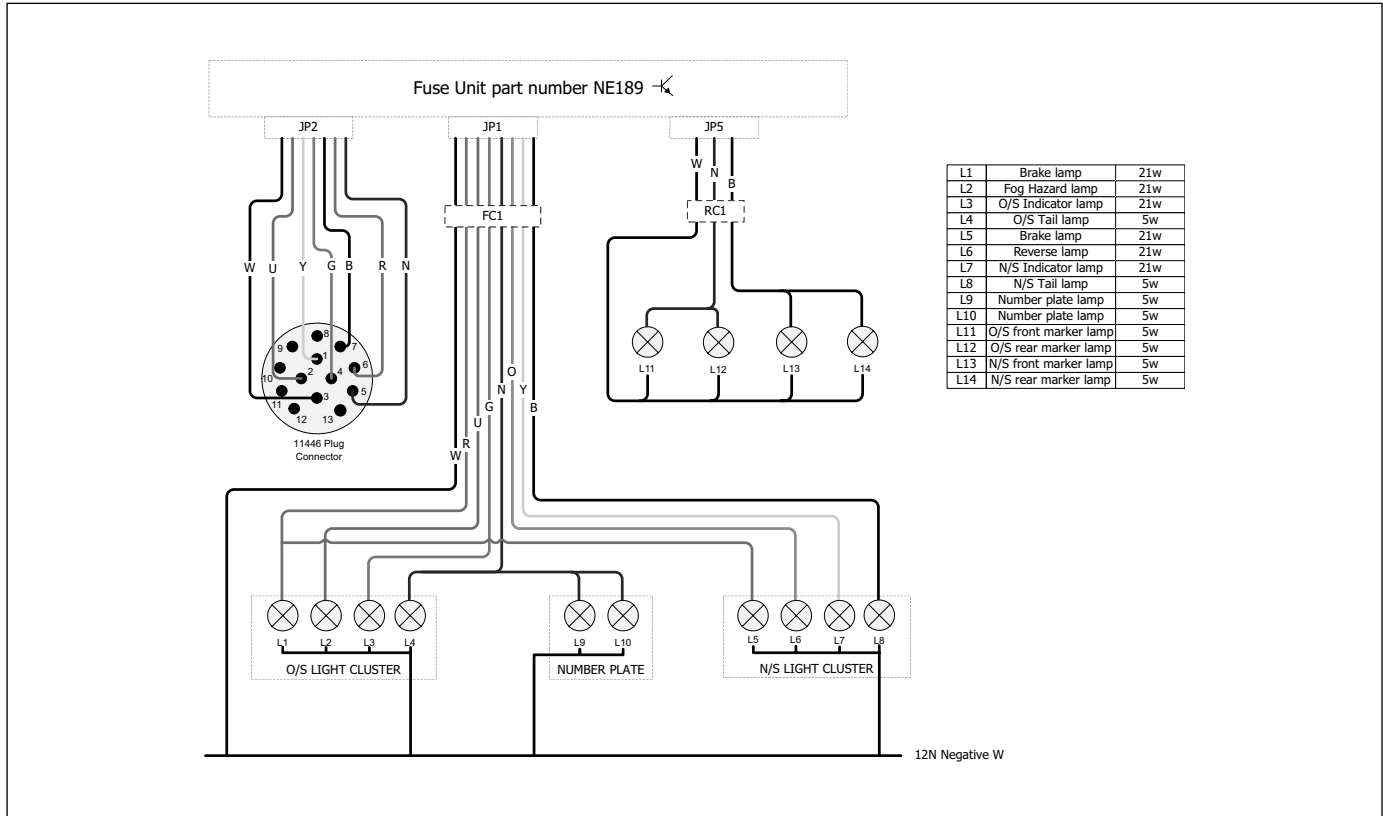 Fuse Unit part number NE189
JP2
JP1
JP5
W
N
B
FC1
RC1
L1 Brake lamp 21w
L2 Fog Hazard lamp 21w
L3 O/S Indicator lamp 21w
L4 O/S Tail lamp 5w
L5 Brake lamp 21w
L6 Reverse lamp 21w
L7 N/S Indicator lamp 21w
L8 N/S Tail lamp 5w
L9 Number plate lamp 5w
L10 Number plate lamp 5w
L11 O/S front marker lamp 5w
L12 O/S rear marker lamp 5w
L13 N/S front marker lamp 5w
L14 N/S rear marker lamp 5w
W U Y G B R N
8
9 7
1
10 2 4 6
3 5
11
12 13
11446 Plug
Connector
L11 L12 L13 L14
W R U G N O Y B
L1 L2 L3 L4
O/S LIGHT CLUSTER
L9 L10
NUMBER PLATE
L5 L6 L7 L8
N/S LIGHT CLUSTER
12N Negative W